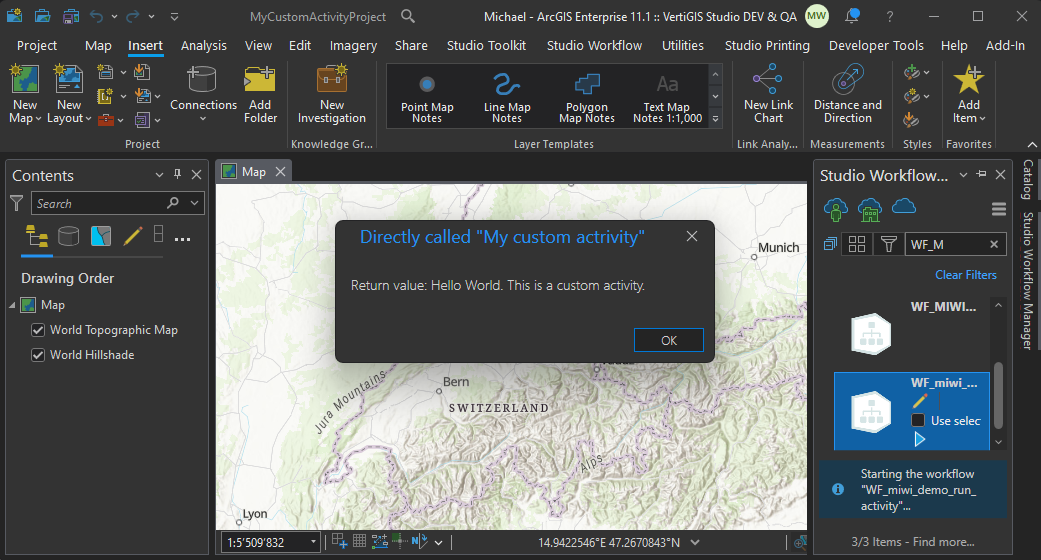 MyCustomActivityProject
Michael - ArcGIS Enterprise 11.1 :: VertiGIS Studio DEV & QA
MW
?
Project Map Insert Analysis View Edit Imagery Share Studio Toolkit Studio Workflow Utilities Studio Printing Developer Tools Help Add-In
New Map
New Layout
Connections
Add Folder
Project
New Investigation
Knowledge Gr...
Point Map Notes
Line Map Notes
Polygon Map Notes
Aa
Text Map Notes 1:1,000
Layer Templates
New Link Chart
Link Analy...
Distance and Direction
Measurements
Styles
Add Item
Favorites
Contents
Search
Drawing Order
Map
World Topographic Map
World Hillshade
Map
Directly called "My custom actrivity"
Return value: Hello World. This is a custom activity.
OK
Munich
Bern
Jura Mountains
SWITZERLAND
Alps
Lyon
1:5'509'832
14.9422546°E 47.2670843°N
Studio Workflow...
WF_M
Clear Filters
WF_MIWI...
WF_miwi_...
Use selec
Starting the workflow
"WF_miwi_demo_run_
activity"...
3/3 Items - Find more...
Catalog
Studio Workflow Manager